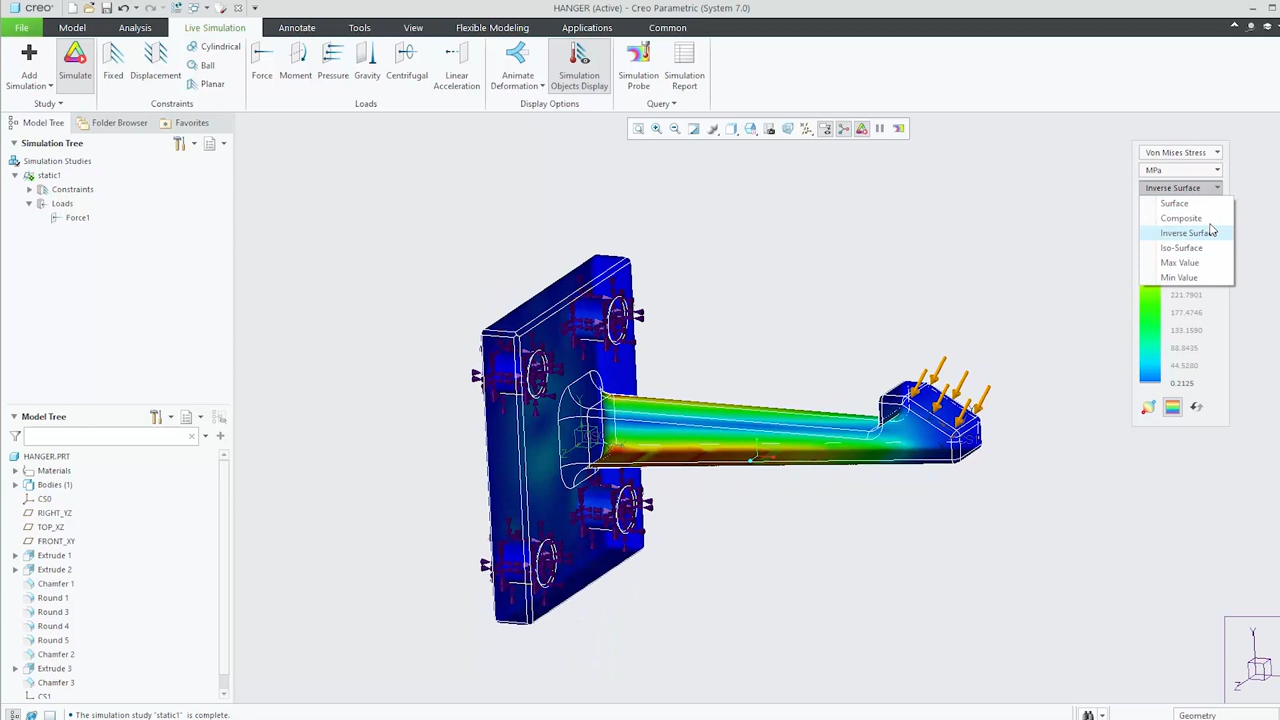 creo
HANGER (Active) - Creo Parametric (System 7.0)
File
Model
Analysis
Live Simulation
Annotate
Tools
View
Flexible Modeling
Applications
Common
Add Simulation
Simulate
Fixed
Displacement
Cylindrical
Ball
Planar
Force
Moment
Pressure
Gravity
Centrifugal
Linear Acceleration
Animate Deformation
Simulation Objects Display
Simulation Probe
Simulation Report
Study
Constraints
Loads
Display Options
Query
Model Tree
Folder Browser
Favorites
Simulation Tree
Simulation Studies
static1
Constraints
Loads
Force1
Von Mises Stress
MPa
Inverse Surface
Surface
Composite
Inverse Surface
Iso-Surface
Max Value
Min Value
221.7901
177.4746
133.1590
88.8435
44.5280
0.2125
Model Tree
HANGER.PRT
Materials
Bodies (1)
CS0
RIGHT_YZ
TOP_XZ
FRONT_XY
Extrude 1
Extrude 2
Chamfer 1
Round 1
Round 3
Round 4
Round 5
Chamfer 2
Extrude 3
Chamfer 3
CS1
Y
Z
• The simulation study 'static1' is complete.
Geometry